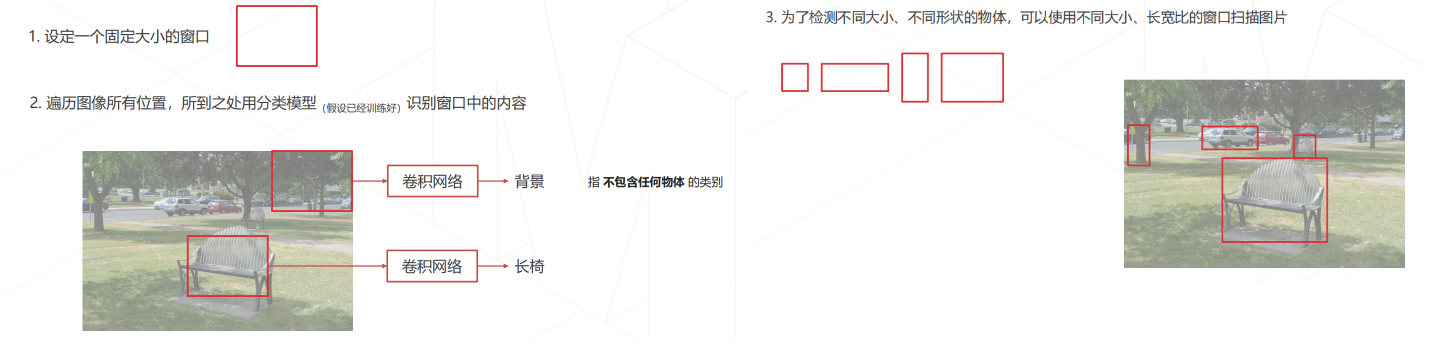 1. 设定一个固定大小的窗口
2. 遍历图像所有位置，所到之处用分类模型（假设已经训练好）识别窗口中的内容
卷积网络 背景 指 不包含任何物体 的类别
卷积网络 长椅
3. 为了检测不同大小、不同形状的物体，可以使用不同大小、长宽比的窗口扫描图片